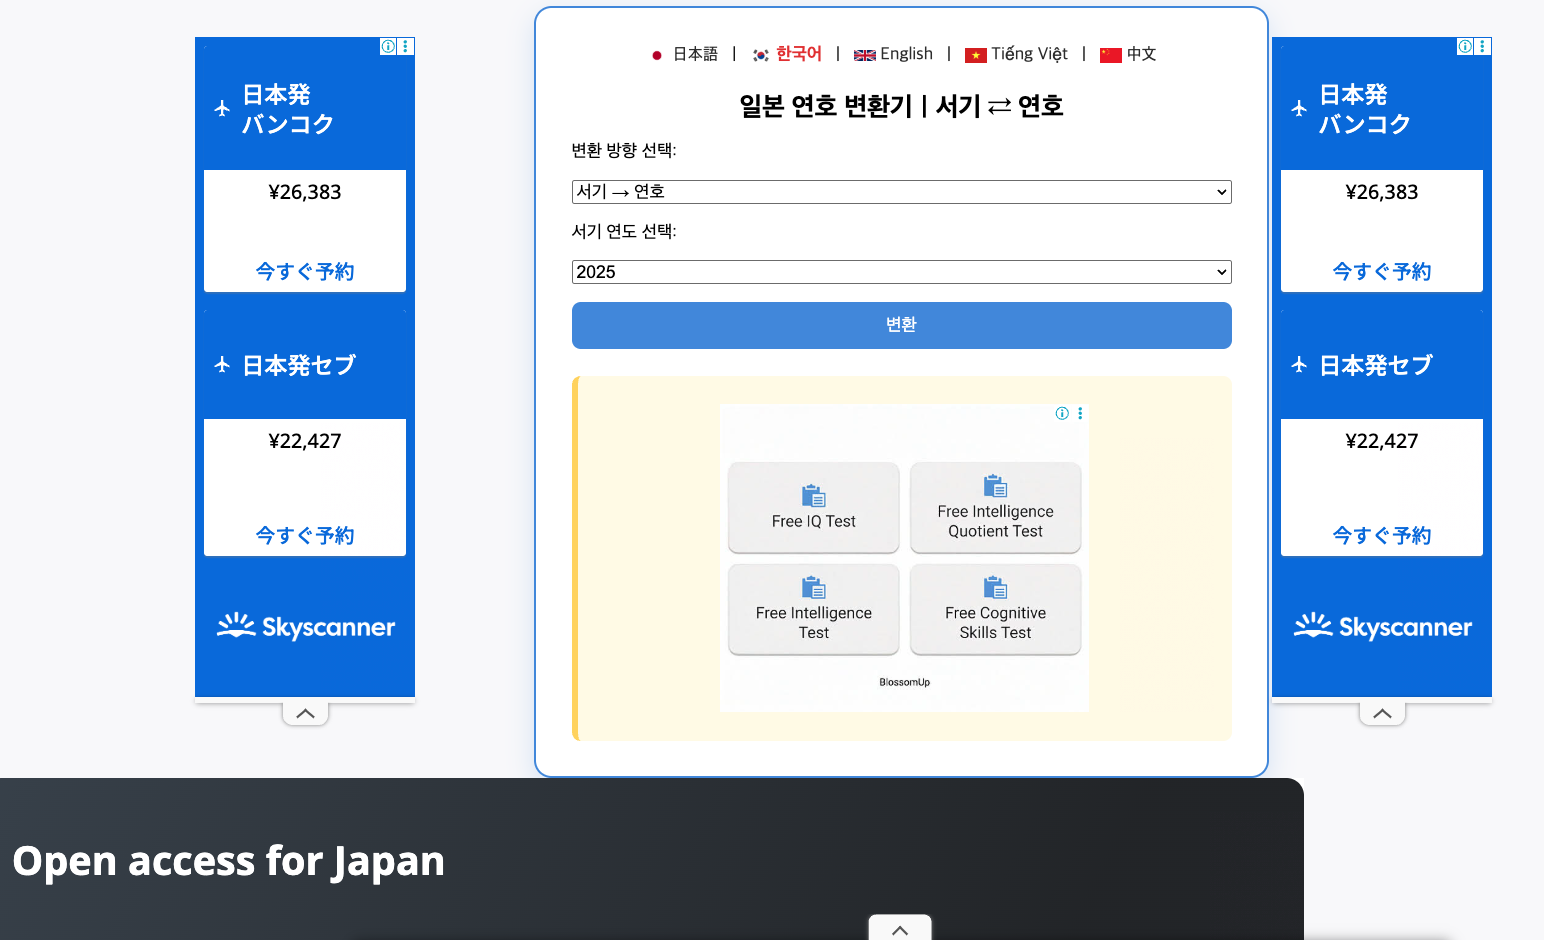 日本語 | 한국어 | English | Tiếng Việt | 中文
일본 연호 변환기 | 서기 ⇄ 연호
변환 방향 선택:
서기 → 연호
서기 연도 선택:
2025
변환
Free IQ Test
Free Intelligence
Quotient Test
Free Intelligence
Test
Free Cognitive
Skills Test
BlossomUp
日本発
バンコク
¥26,383
今すぐ予約
日本発セブ
¥22,427
今すぐ予約
Skyscanner
日本発
バンコク
¥26,383
今すぐ予約
日本発セブ
¥22,427
今すぐ予約
Skyscanner
Open access for Japan